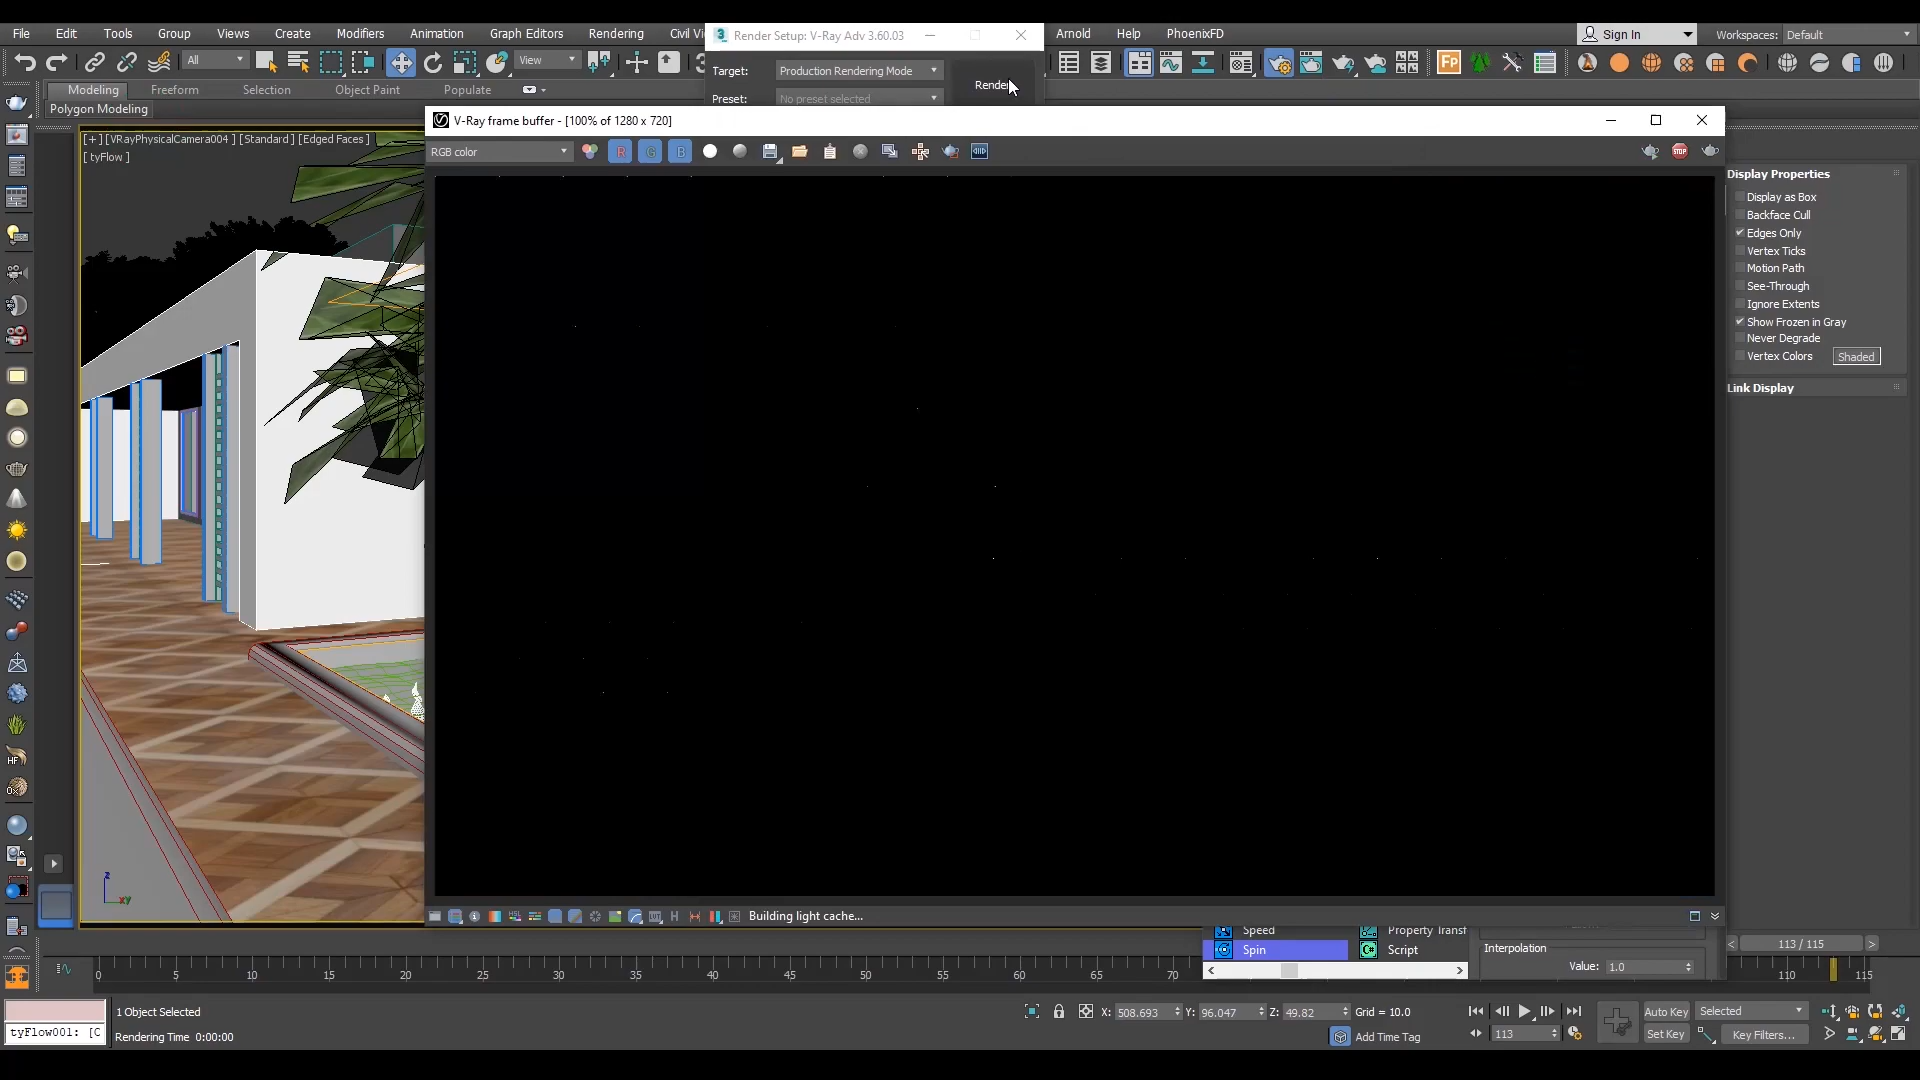 File Edit Tools Group Views Create Modifiers Animation Graph Editors Rendering Civil Vi Arnold Help PhoenixFD Sign In Workspaces: Default
Render Setup: V-Ray Adv 3.60.03
All View
Target: Production Rendering Mode
Render
Preset: No preset selected
Modeling Freeform Selection Object Paint Populate
Polygon Modeling
V-Ray frame buffer - [100% of 1280 x 720]
[+] [VRayPhysicalCamera004 ] [Standard ] [Edged Faces ]
[ tyFlow ]
RGB color
R G B
STOP
Display Properties
Display as Box
Backface Cull
Edges Only
Vertex Ticks
Motion Path
See-Through
Ignore Extents
Show Frozen in Gray
Never Degrade
Vertex Colors Shaded
Link Display
HF
z
xy
HSL
Building light cache...
Speed Property Transf
Spin Script
C#
Interpolation
Value: 1.0
< 113 / 115 >
0 5 10 15 20 25 30 35 40 45 50 55 60 65 70 110 115
1 Object Selected
X: 508.693 Y: 96.047 Z: 49.82 Grid = 10.0
Auto Key Selected
tyFlow001: [C
Rendering Time 0:00:00
Add Time Tag
113
Set Key Key Filters...